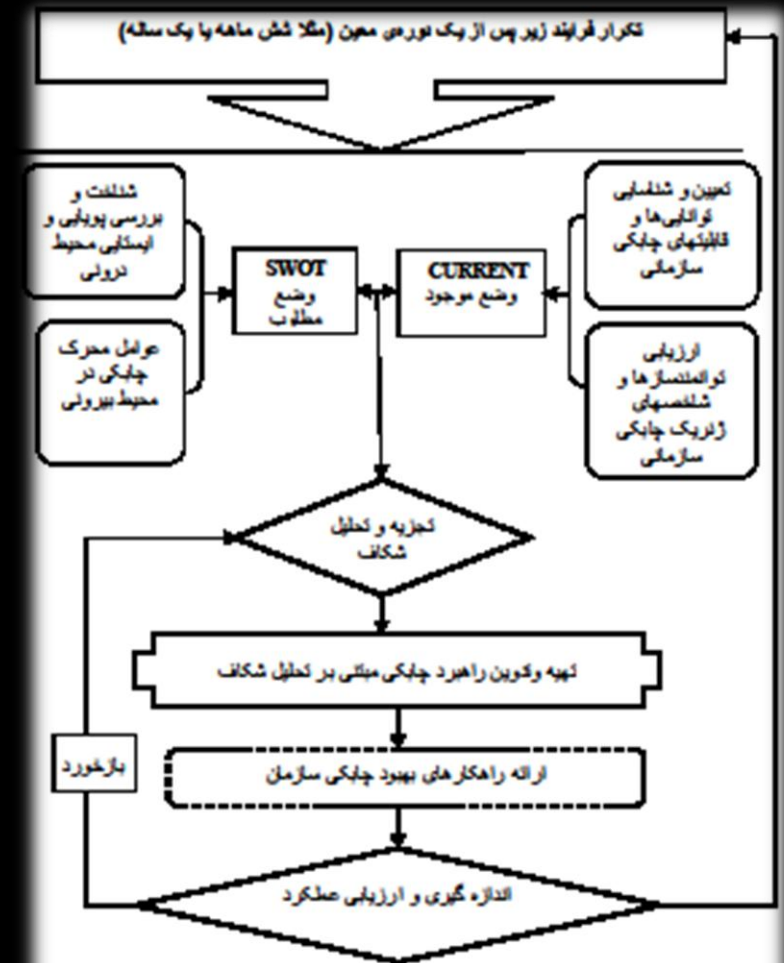 تکرار فرایند زیر پس از یک دوره‌ی معین (مثلا شش ماهه یا یک ساله)
تعیین و شناسایی
توانایی‌ها و
قابلیتهای چابکی
سازمانی
ارزیابی
توانمندسازها و
شاخصهای
ژنریک چابکی
سازمانی
CURRENT
وضع موجود
SWOT
وضع
مطلوب
شناخت و
بررسی پویایی و
ایستایی محیط
درونی
عوامل محرک
چابکی در
محیط بیرونی
تجزیه و تحلیل
شکاف
تهیه وتدوین راهبرد چابکی مبتنی بر تحلیل شکاف
ارائه راهکارهای بهبود چابکی سازمان
بازخورد
اندازه گیری و ارزیابی عملکرد